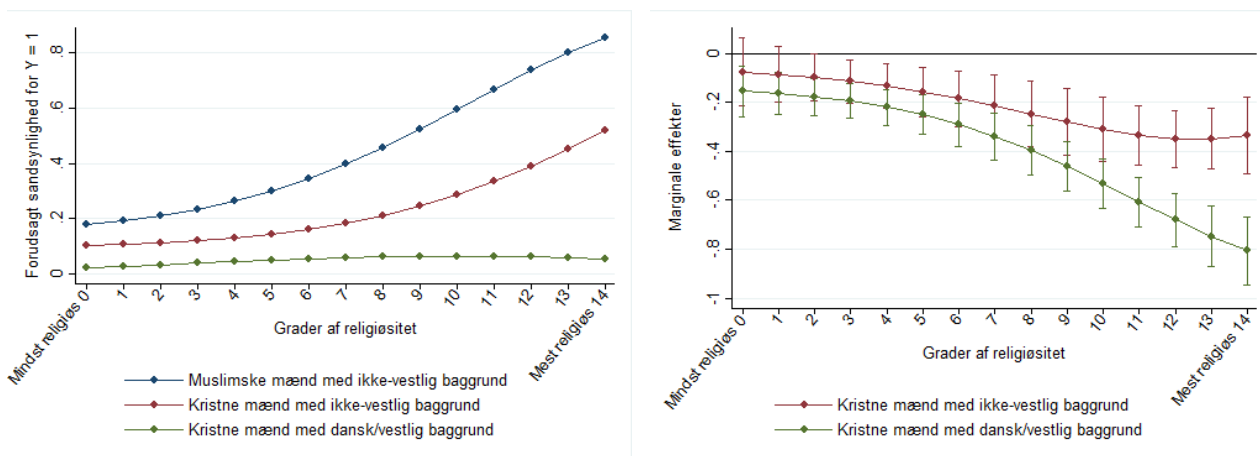 Forudsagt sandsynlighed for Y = 1
.8
.6
.4
.2
0
Mindst religiøs 0
1
2
3
4
5
6
7
8
9
10
11
12
13
Mest religiøs 14
Grader af religiøsitet
Muslimske mænd med ikke-vestlig baggrund
Kristne mænd med ikke-vestlig baggrund
Kristne mænd med dansk/vestlig baggrund
Marginale effekter
0
-.2
-.4
-.6
-.8
-1
Mindst religiøs 0
1
2
3
4
5
6
7
8
9
10
11
12
13
Mest religiøs 14
Grader af religiøsitet
Kristne mænd med ikke-vestlig baggrund
Kristne mænd med dansk/vestlig baggrund